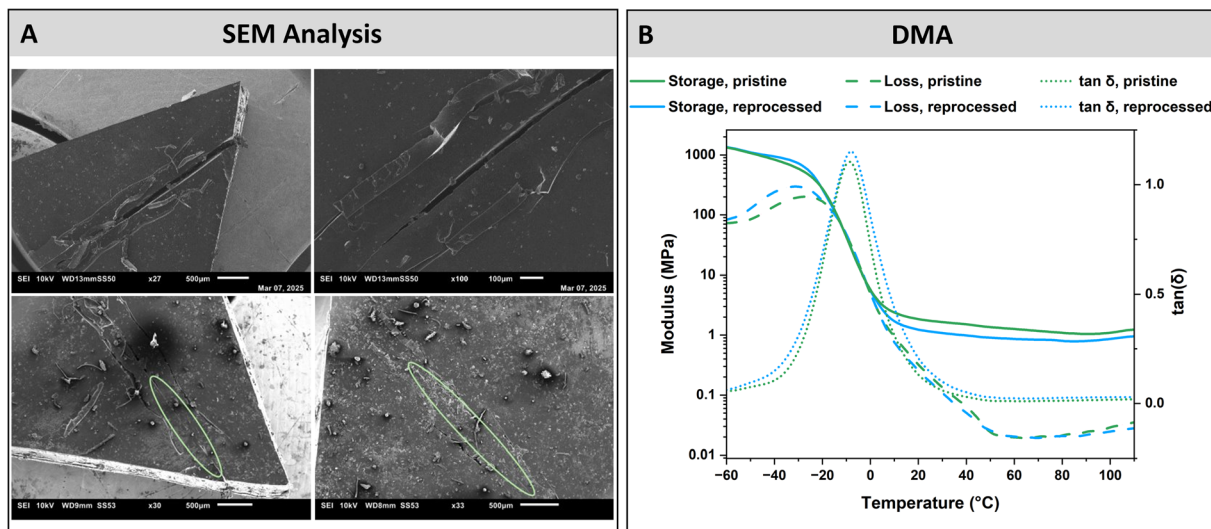 A SEM Analysis
SEI 10kV WD13mmSS50 x27 500µm
Mar 07, 2025
SEI 10kV WD13mmSS50 x100 100µm
Mar 07, 2025
SEI 10kV WD9mm SS53 x30 500µm
SEI 10kV WD8mm SS53 x33 500µm
B DMA
Storage, pristine Loss, pristine tan δ, pristine
Storage, reprocessed Loss, reprocessed tan δ, reprocessed
Modulus (MPa)
1000
100
10
1
0.1
0.01
−60 −40 −20 0 20 40 60 80 100
Temperature (°C)
1.0
0.5
0.0
tan(δ)